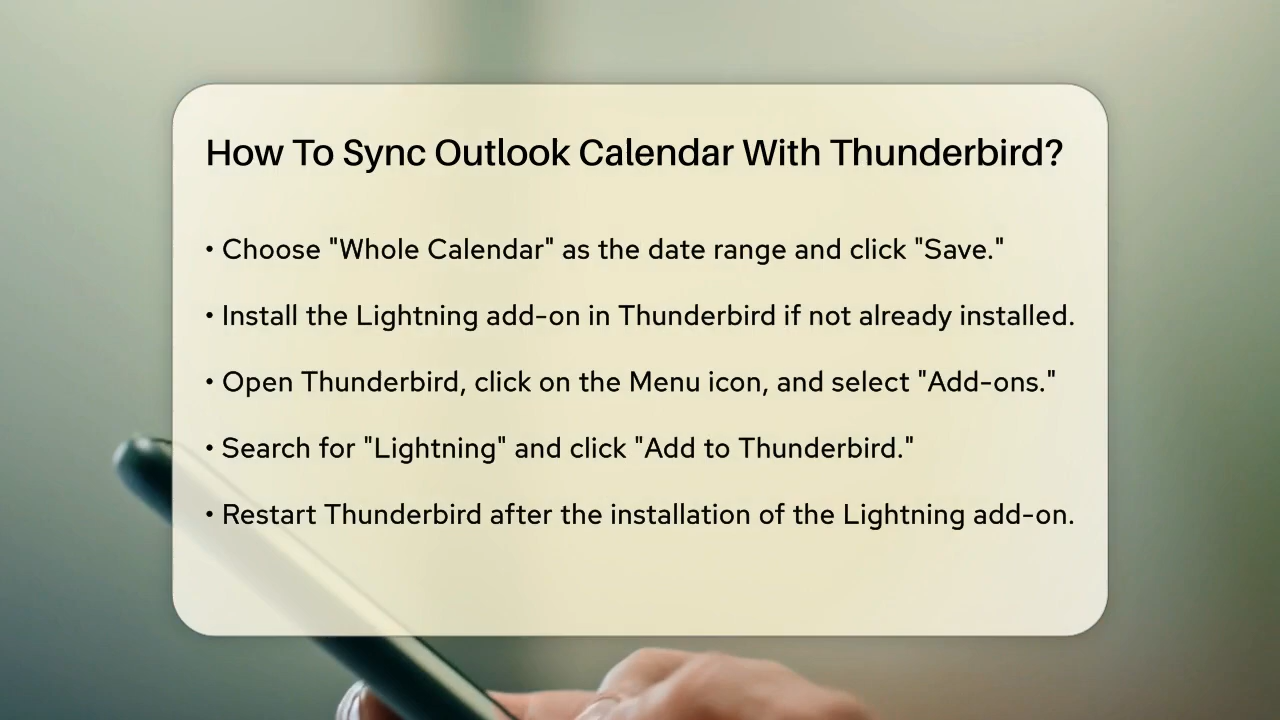 How To Sync Outlook Calendar With Thunderbird?
• Choose "Whole Calendar" as the date range and click "Save."
• Install the Lightning add-on in Thunderbird if not already installed.
• Open Thunderbird, click on the Menu icon, and select "Add-ons."
• Search for "Lightning" and click "Add to Thunderbird."
• Restart Thunderbird after the installation of the Lightning add-on.